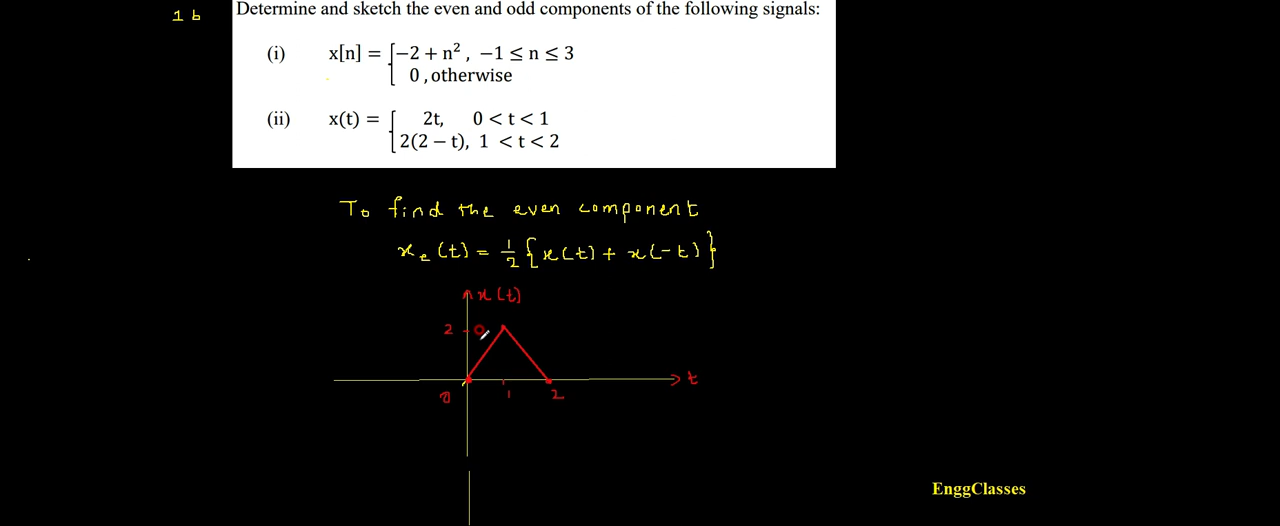 1 b
Determine and sketch the even and odd components of the following signals:
(i) x[n] = {−2 + n², −1 ≤ n ≤ 3
0, otherwise
(ii) x(t) = { 2t, 0 < t < 1
2(2 − t), 1 < t < 2
To find the even component
xₑ(t) = 1/2 {x(t) + x(-t)}
x(t)
2
t
0 1 2
EnggClasses